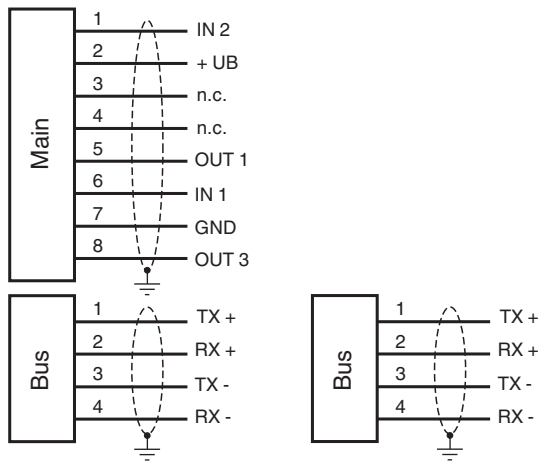 Main
1 IN 2
2 + UB
3 n.c.
4 n.c.
5 OUT 1
6 IN 1
7 GND
8 OUT 3
Bus
1 TX +
2 RX +
3 TX -
4 RX -
Bus
1 TX +
2 RX +
3 TX -
4 RX -